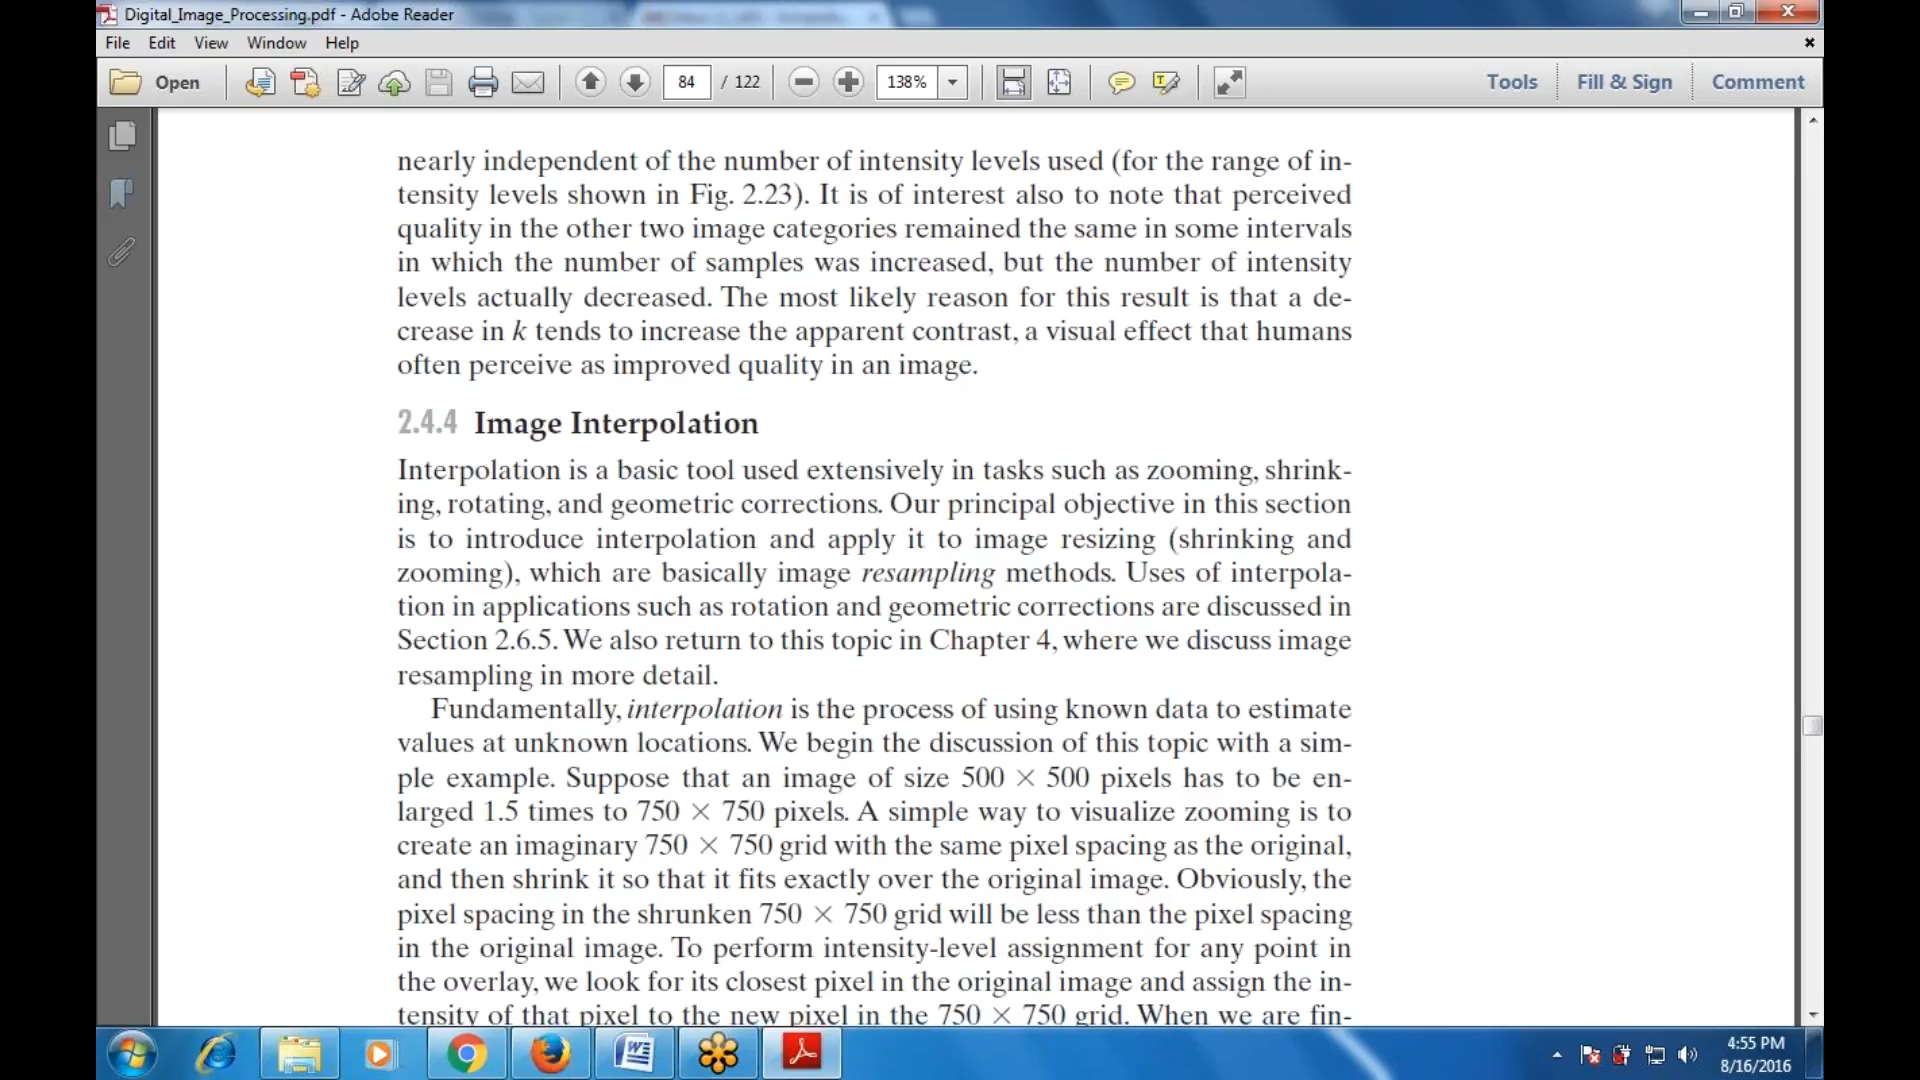 Digital_Image_Processing.pdf - Adobe Reader
File Edit View Window Help
Open 84 / 122 138% Tools Fill & Sign Comment
nearly independent of the number of intensity levels used (for the range of in-
tensity levels shown in Fig. 2.23). It is of interest also to note that perceived
quality in the other two image categories remained the same in some intervals
in which the number of samples was increased, but the number of intensity
levels actually decreased. The most likely reason for this result is that a de-
crease in k tends to increase the apparent contrast, a visual effect that humans
often perceive as improved quality in an image.
2.4.4 Image Interpolation
Interpolation is a basic tool used extensively in tasks such as zooming, shrink-
ing, rotating, and geometric corrections. Our principal objective in this section
is to introduce interpolation and apply it to image resizing (shrinking and
zooming), which are basically image resampling methods. Uses of interpola-
tion in applications such as rotation and geometric corrections are discussed in
Section 2.6.5. We also return to this topic in Chapter 4, where we discuss image
resampling in more detail.
Fundamentally, interpolation is the process of using known data to estimate
values at unknown locations. We begin the discussion of this topic with a sim-
ple example. Suppose that an image of size 500 × 500 pixels has to be en-
larged 1.5 times to 750 × 750 pixels. A simple way to visualize zooming is to
create an imaginary 750 × 750 grid with the same pixel spacing as the original,
and then shrink it so that it fits exactly over the original image. Obviously, the
pixel spacing in the shrunken 750 × 750 grid will be less than the pixel spacing
in the original image. To perform intensity-level assignment for any point in
the overlay, we look for its closest pixel in the original image and assign the in-
tensity of that pixel to the new pixel in the 750 × 750 grid. When we are fin-
4:55 PM
8/16/2016